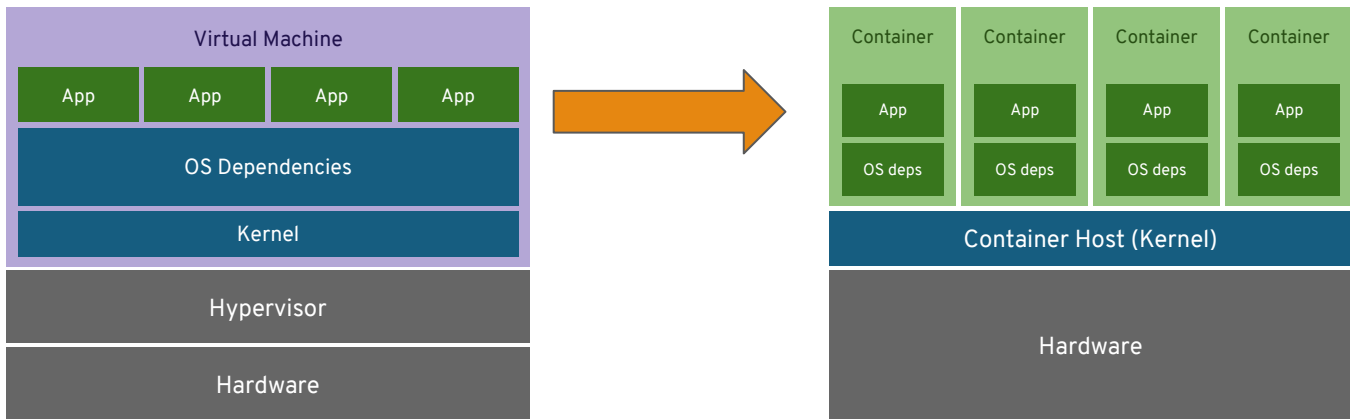 Virtual Machine
App App App App
OS Dependencies
Kernel
Hypervisor
Hardware
Container Container Container Container
App App App App
OS deps OS deps OS deps OS deps
Container Host (Kernel)
Hardware